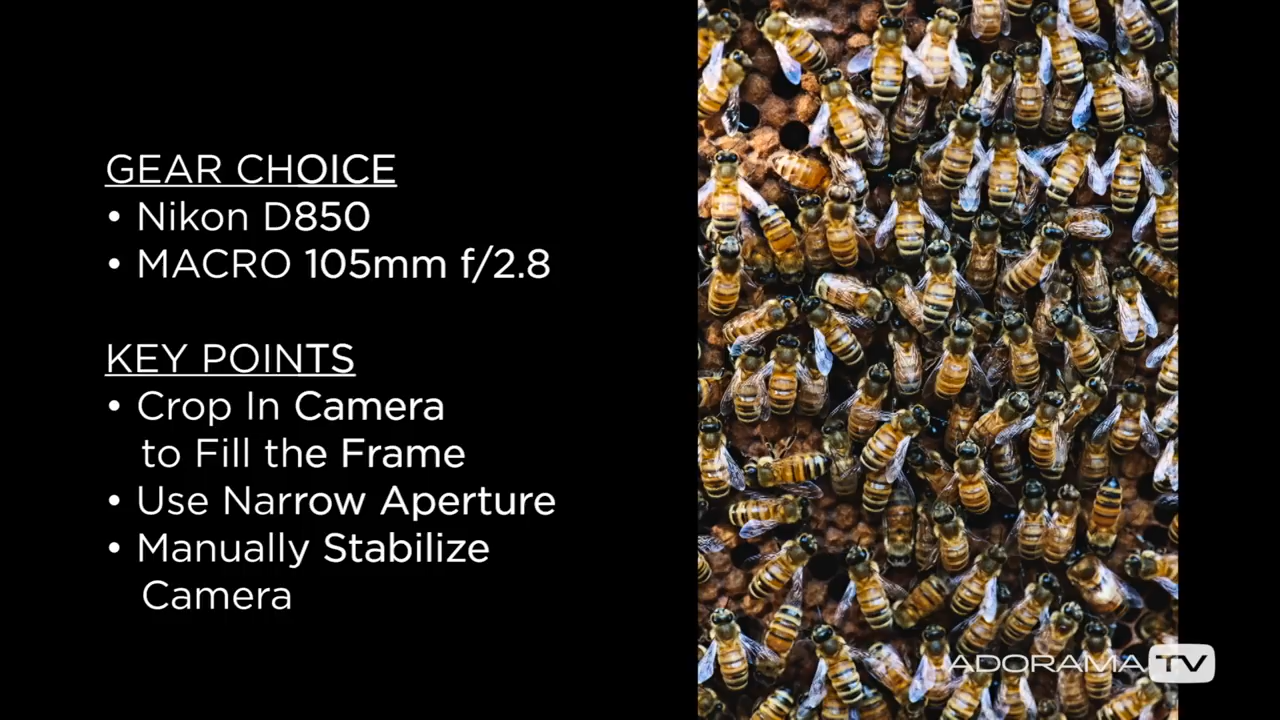 GEAR CHOICE
• Nikon D850
• MACRO 105mm f/2.8
KEY POINTS
• Crop In Camera
to Fill the Frame
• Use Narrow Aperture
• Manually Stabilize
Camera
ADORAMA TV